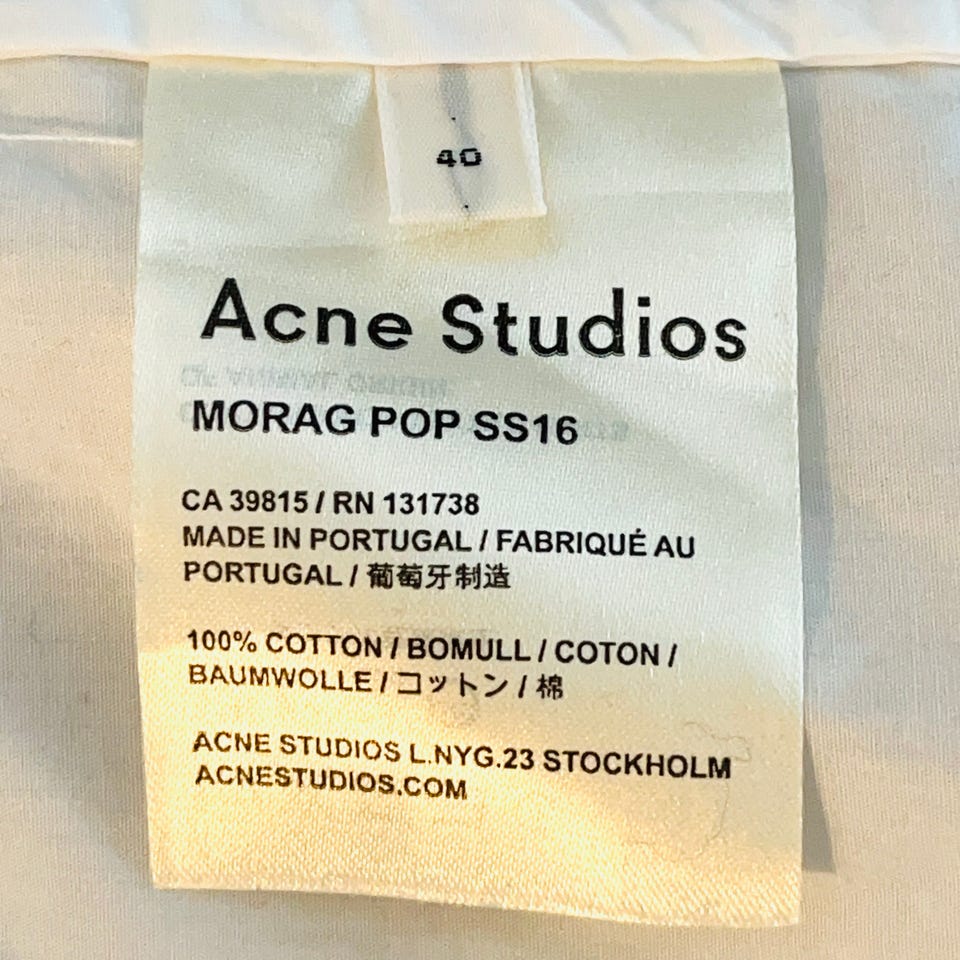 40
Acne Studios
MORAG POP SS16
CA 39815 / RN 131738
MADE IN PORTUGAL / FABRIQUÉ AU
PORTUGAL / 葡萄牙制造
100% COTTON / BOMULL / COTON /
BAUMWOLLE / コットン / 棉
ACNE STUDIOS L.NYG.23 STOCKHOLM
ACNESTUDIOS.COM